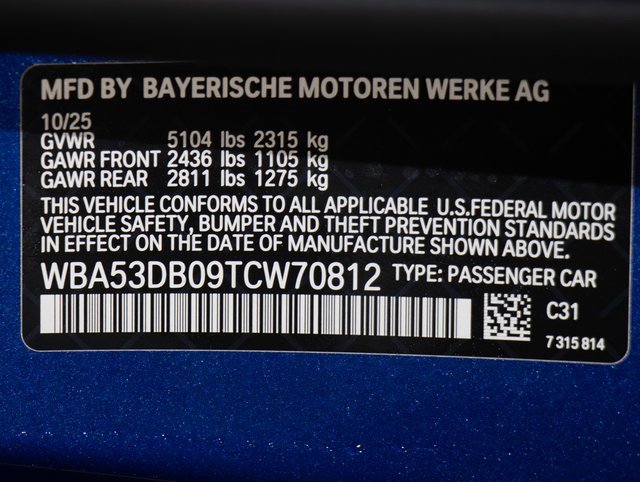 MFD BY BAYERISCHE MOTOREN WERKE AG
10/25
GVWR 5104 lbs 2315 kg
GAWR FRONT 2436 lbs 1105 kg
GAWR REAR 2811 lbs 1275 kg
THIS VEHICLE CONFORMS TO ALL APPLICABLE U.S.FEDERAL MOTOR
VEHICLE SAFETY, BUMPER AND THEFT PREVENTION STANDARDS
IN EFFECT ON THE DATE OF MANUFACTURE SHOWN ABOVE.
WBA53DB09TCW70812 TYPE: PASSENGER CAR
C31
7 315 814